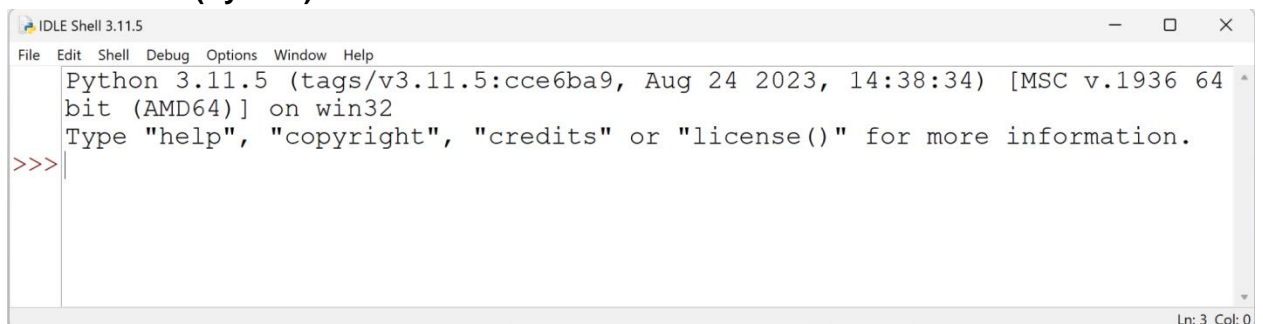 IDLE Shell 3.11.5
File Edit Shell Debug Options Window Help
Python 3.11.5 (tags/v3.11.5:cce6ba9, Aug 24 2023, 14:38:34) [MSC v.1936 64
bit (AMD64)] on win32
Type "help", "copyright", "credits" or "license()" for more information.
>>>
Ln: 3 Col: 0